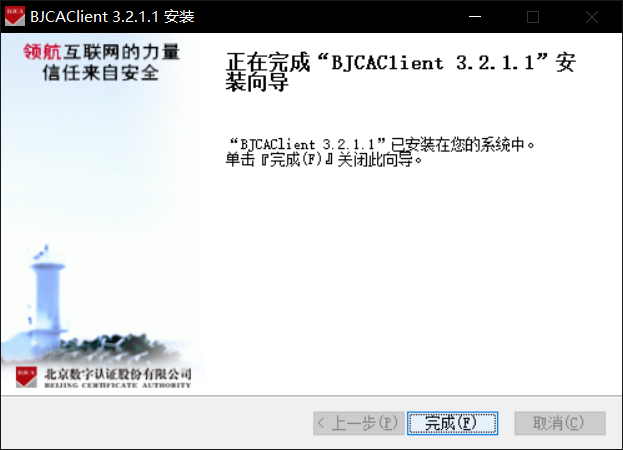 BJCAClient 3.2.1.1 安装
领航互联网的力量
信任来自安全
正在完成“BJCAClient 3.2.1.1”安
装向导
“BJCAClient 3.2.1.1”已安装在您的系统中。
单击『完成(F)』关闭此向导。
BJCA
北京数字认证股份有限公司
BEIJING CERTIFICATE AUTHORITY
< 上一步(P)
完成(F)
取消(C)